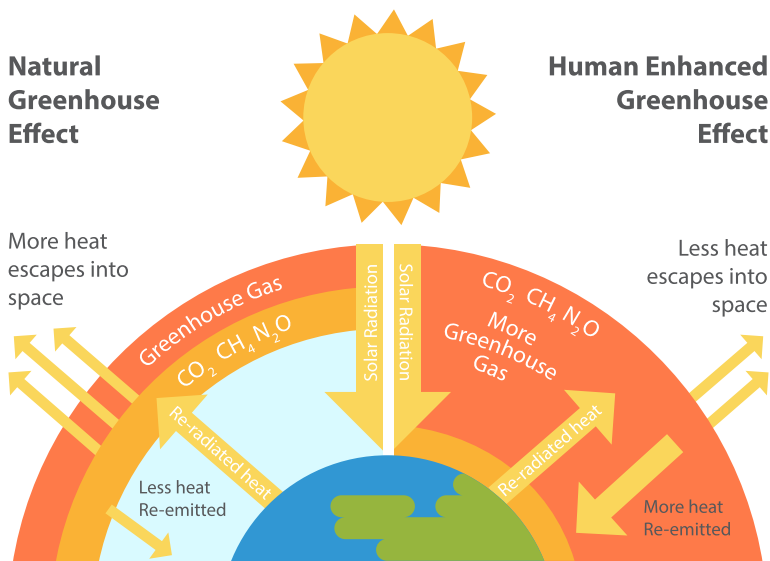 Natural
Greenhouse
Effect
Human Enhanced
Greenhouse
Effect
More heat
escapes into
space
Less heat
escapes into
space
Greenhouse Gas
CO₂ CH₄ N₂O
Solar Radiation
Solar Radiation
CO₂ CH₄ N₂O
More
Greenhouse
Gas
Re-radiated heat
Re-radiated heat
Less heat
Re-emitted
More heat
Re-emitted